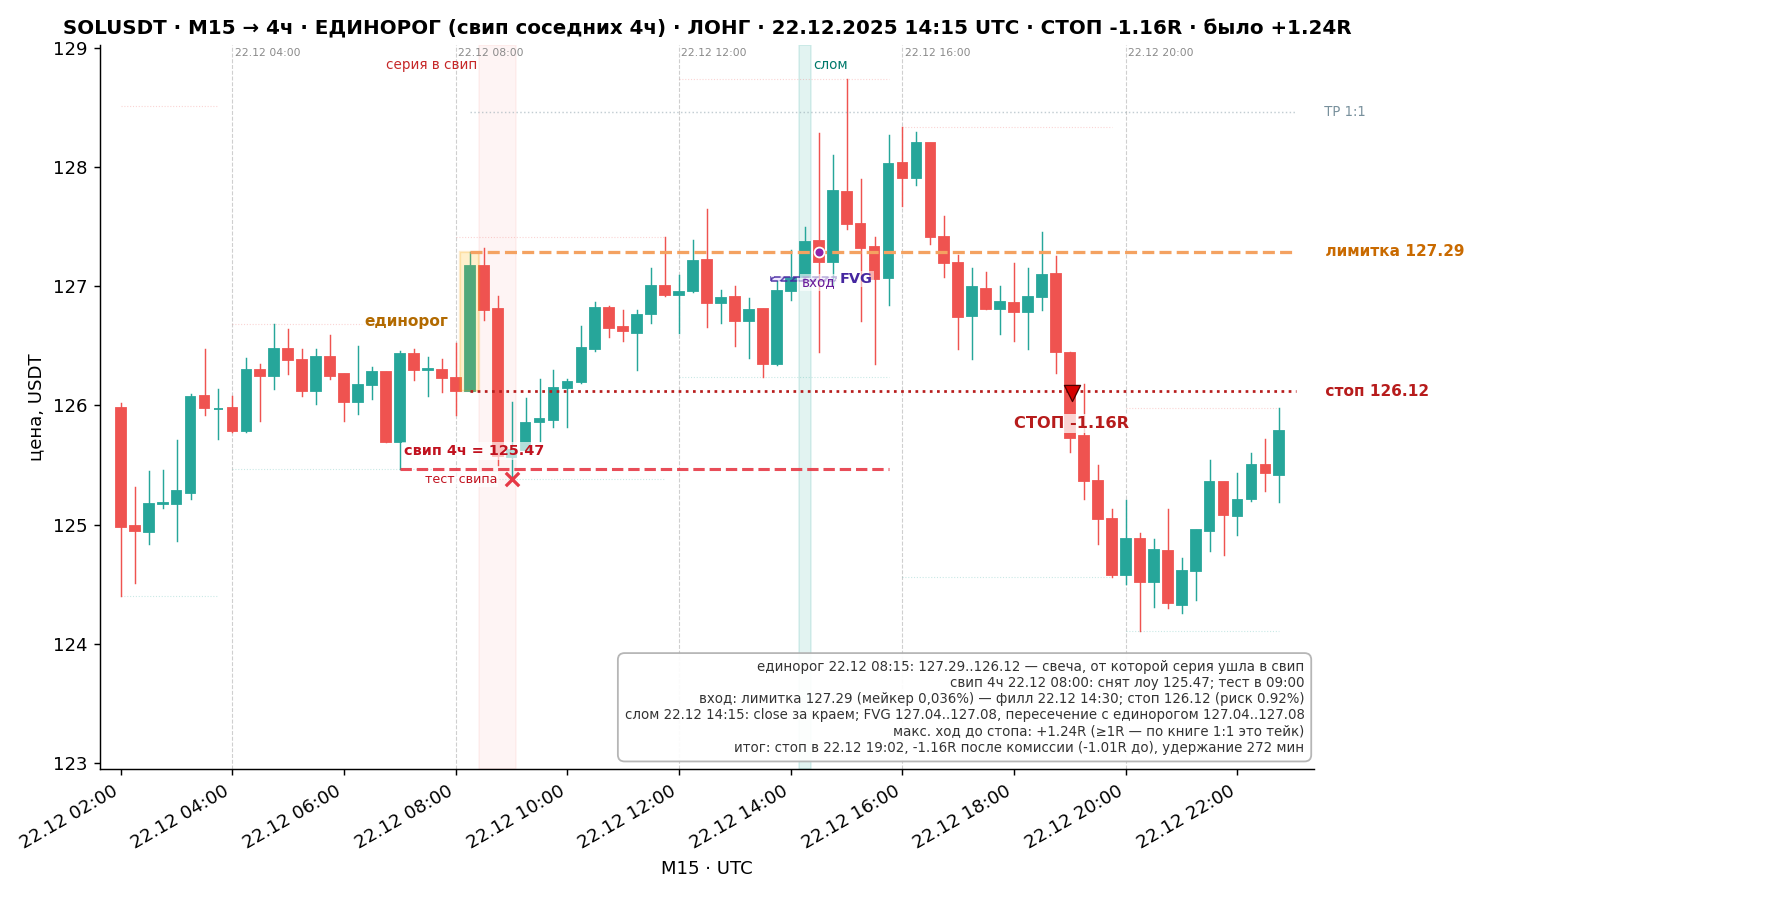 SOLUSDT · M15 → 4ч · ЕДИНОРОГ (свип соседних 4ч) · ЛОНГ · 22.12.2025 14:15 UTC · СТОП -1.16R · было +1.24R
22.12 04:00
22.12 08:00
22.12 12:00
22.12 16:00
22.12 20:00
серия в свип
слом
TP 1:1
лимитка 127.29
FVG
вход
единорог
стоп 126.12
СТОП -1.16R
свип 4ч = 125.47
тест свипа
единорог 22.12 08:15: 127.29..126.12 — свеча, от которой серия ушла в свип
свип 4ч 22.12 08:00: снят лоу 125.47; тест в 09:00
вход: лимитка 127.29 (мейкер 0,036%) — филл 22.12 14:30; стоп 126.12 (риск 0.92%)
слом 22.12 14:15: close за краем; FVG 127.04..127.08, пересечение с единорогом 127.04..127.08
макс. ход до стопа: +1.24R (≥1R — по книге 1:1 это тейк)
итог: стоп в 22.12 19:02, -1.16R после комиссии (-1.01R до), удержание 272 мин
129
128
127
126
125
124
123
цена, USDT
22.12 02:00
22.12 04:00
22.12 06:00
22.12 08:00
22.12 10:00
22.12 12:00
22.12 14:00
22.12 16:00
22.12 18:00
22.12 20:00
22.12 22:00
M15 · UTC